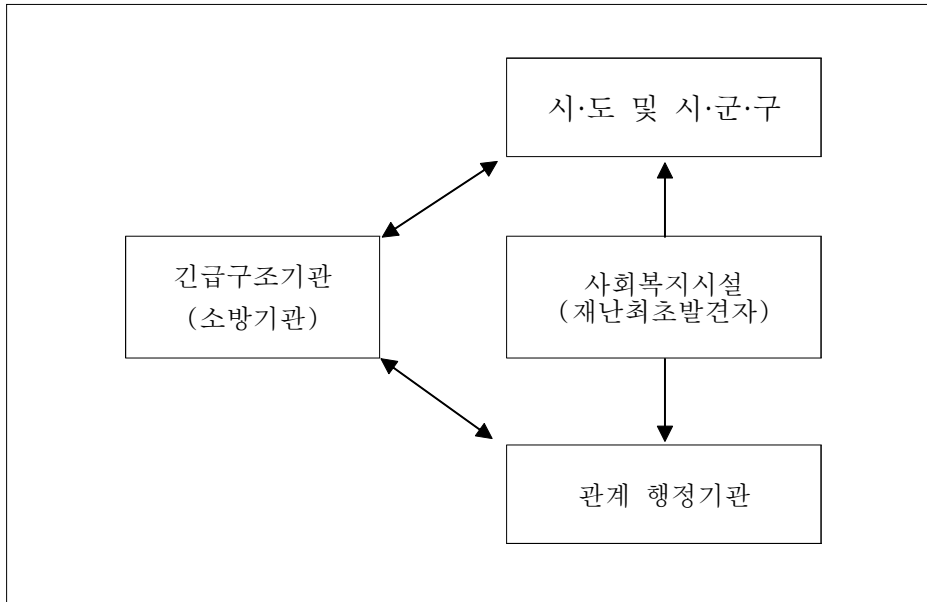 시·도 및 시·군·구
긴급구조기관
(소방기관)
사회복지시설
(재난최초발견자)
관계 행정기관